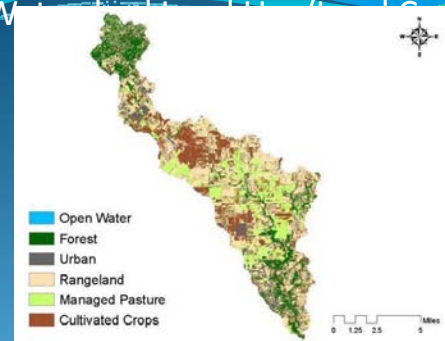 N
Open Water
Forest
Urban
Rangeland
Managed Pasture
Cultivated Crops
Miles
0 1.25 2.5 5